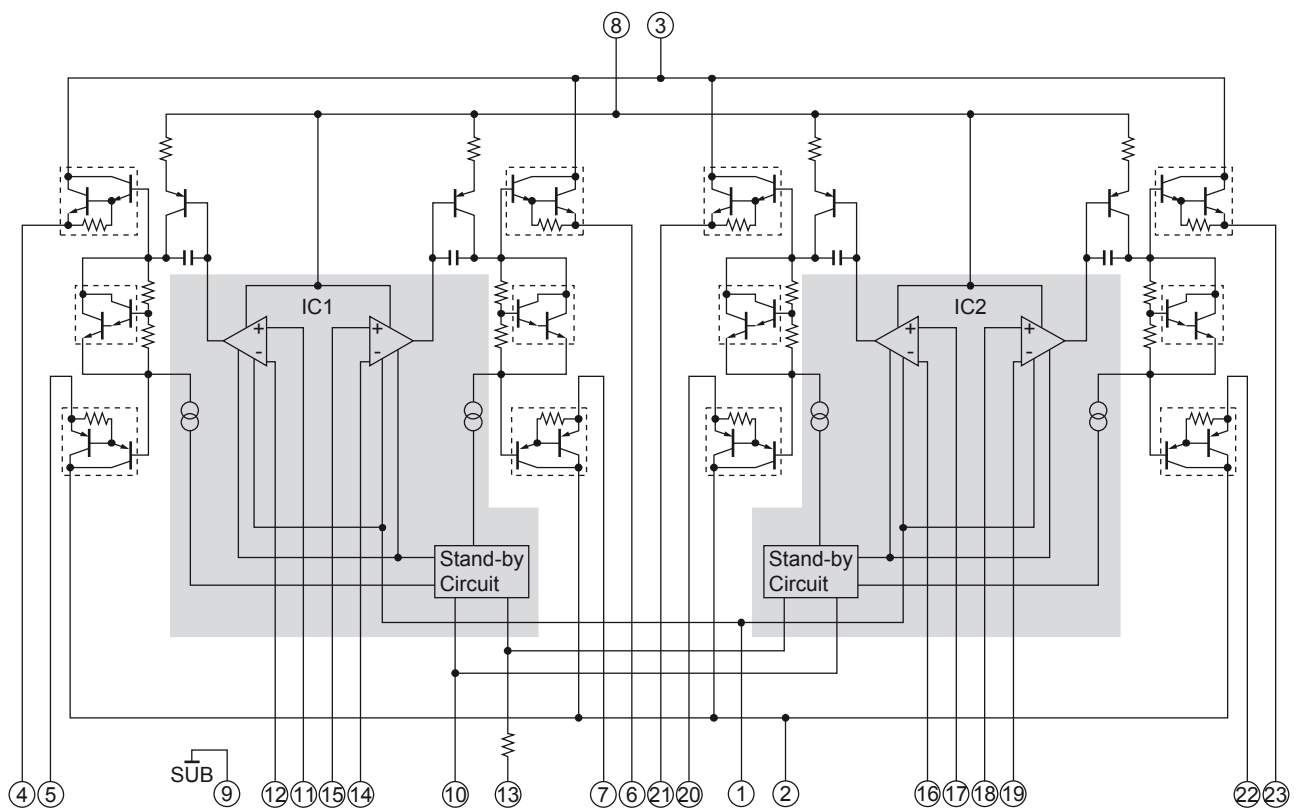 8 3
IC1 IC2
+ + + +
- - - -
Stand-by
Circuit
Stand-by
Circuit
SUB
4 5 9 12 11 15 14 10 13 7 6 21 20 1 2 16 17 18 19 22 23